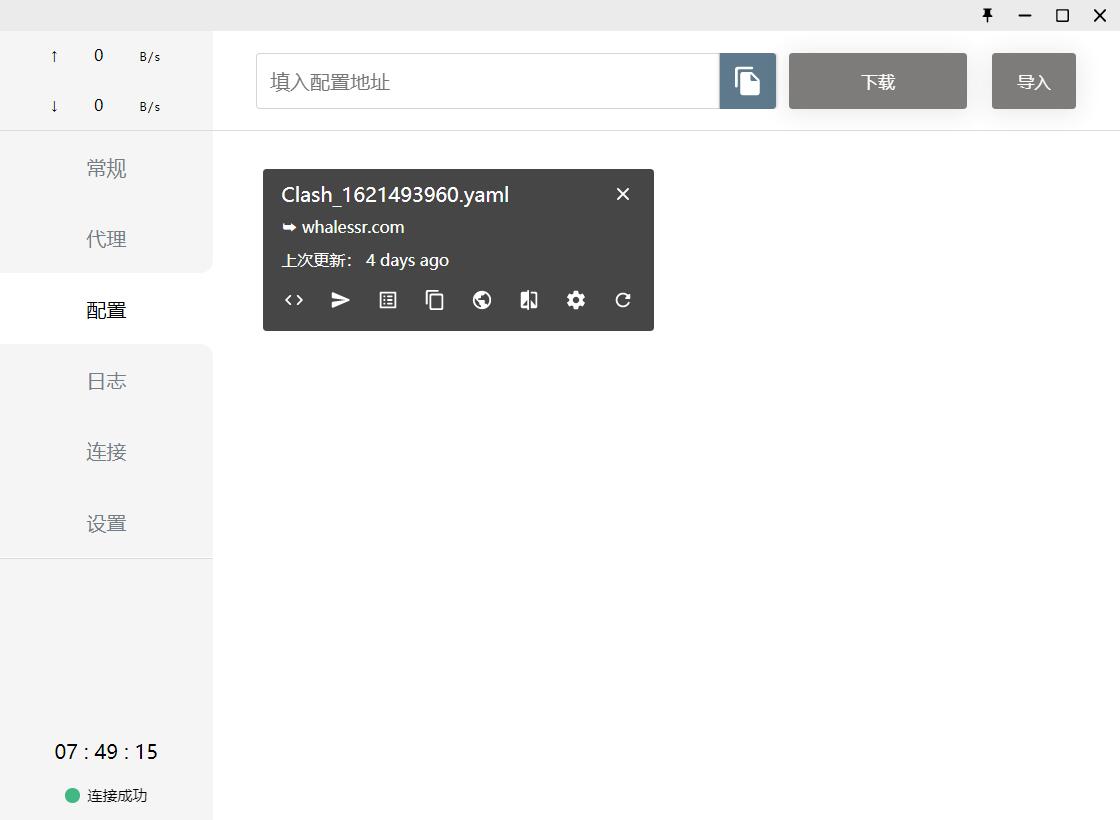 ↑ 0 B/s
↓ 0 B/s
填入配置地址
下载
导入
常规
代理
配置
日志
连接
设置
Clash_1621493960.yaml
whalessr.com
上次更新： 4 days ago
07 : 49 : 15
连接成功